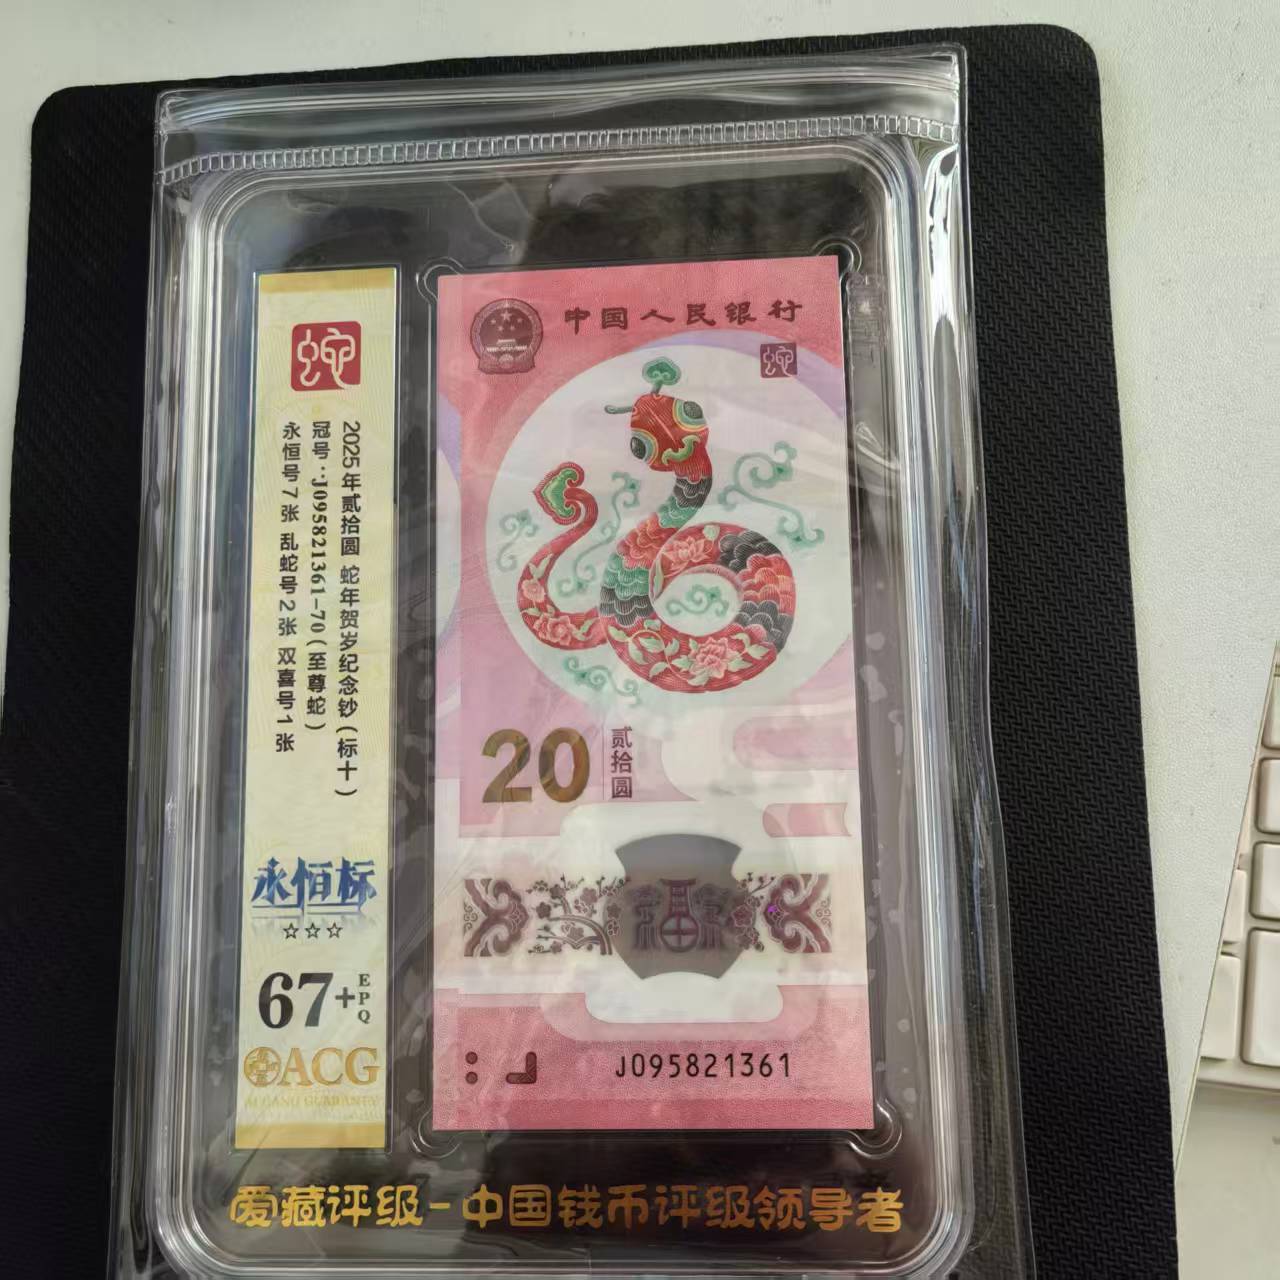 蛇
2025年贰拾圆 蛇年贺岁纪念钞(标十)
冠号:J095821361-70(至尊蛇)
永恒号7张 乱蛇号2张 双喜号1张
永恒标
☆☆☆
67+
EPQ
ACG
AI CANG GUARANTY
中国人民银行
蛇
20
贰拾圆
J095821361
爱藏评级-中国钱币评级领导者